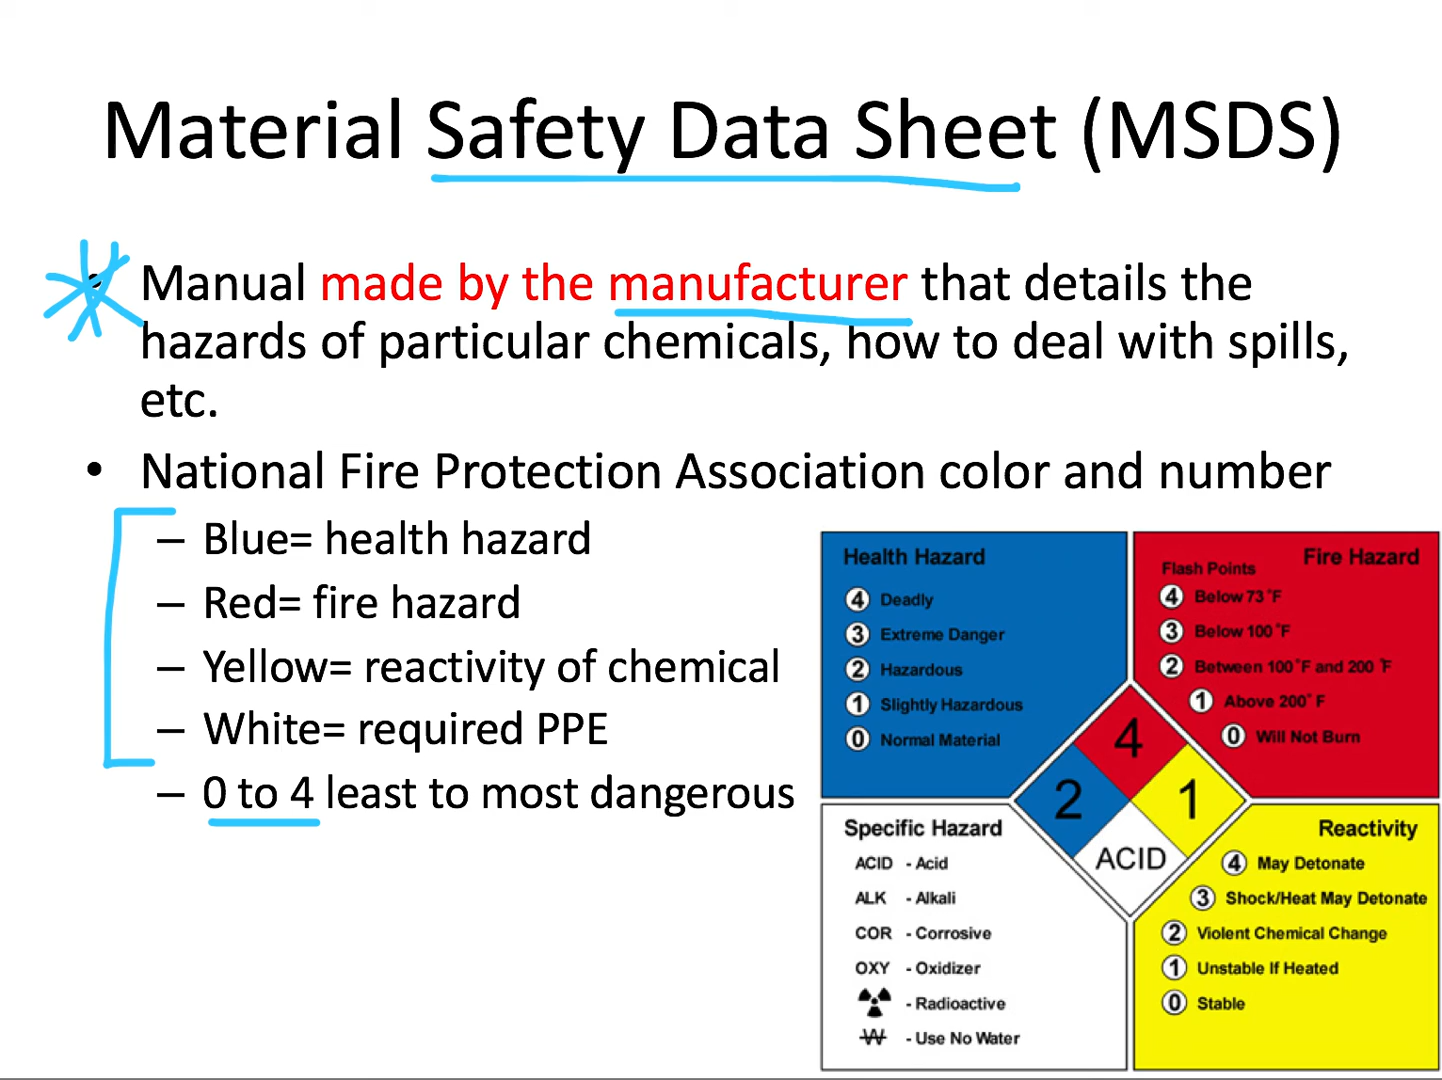 Material Safety Data Sheet (MSDS)
• Manual made by the manufacturer that details the
hazards of particular chemicals, how to deal with spills,
etc.
• National Fire Protection Association color and number
– Blue= health hazard
– Red= fire hazard
– Yellow= reactivity of chemical
– White= required PPE
– 0 to 4 least to most dangerous
Health Hazard
4 Deadly
3 Extreme Danger
2 Hazardous
1 Slightly Hazardous
0 Normal Material
Fire Hazard
Flash Points
4 Below 73°F
3 Below 100°F
2 Between 100°F and 200°F
1 Above 200°F
0 Will Not Burn
4
2
1
ACID
Specific Hazard
ACID - Acid
ALK - Alkali
COR - Corrosive
OXY - Oxidizer
- Radioactive
W - Use No Water
Reactivity
4 May Detonate
3 Shock/Heat May Detonate
2 Violent Chemical Change
1 Unstable If Heated
0 Stable